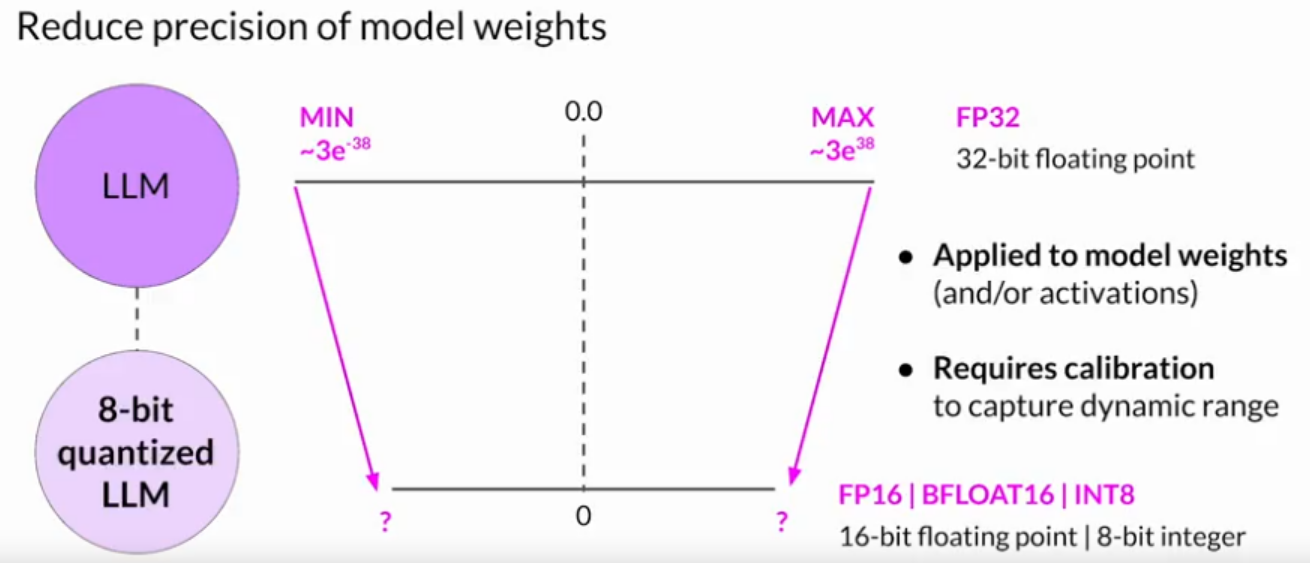 Reduce precision of model weights
LLM
8-bit
quantized
LLM
MIN
~3e⁻³⁸
0.0
MAX
~3e³⁸
FP32
32-bit floating point
● Applied to model weights
(and/or activations)
● Requires calibration
to capture dynamic range
?
0
?
FP16 | BFLOAT16 | INT8
16-bit floating point | 8-bit integer